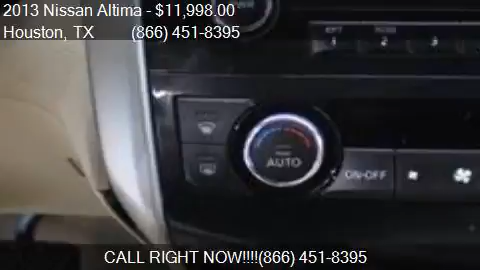 2013 Nissan Altima - $11,998.00
Houston, TX (866) 451-8395
1 2 3
AUTO
ON•OFF
CALL RIGHT NOW!!!!(866) 451-8395